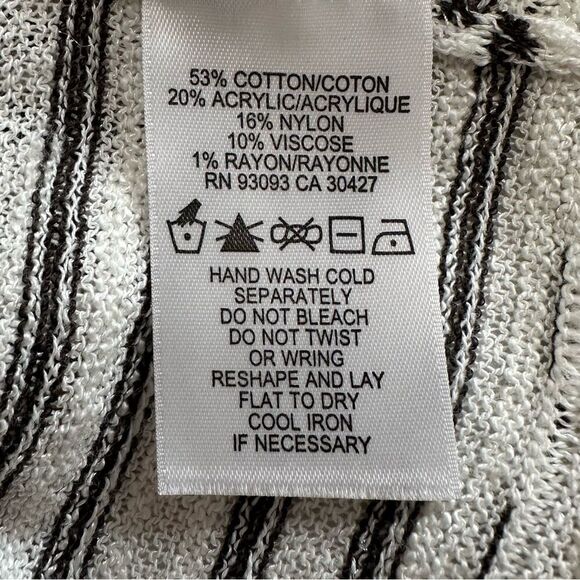 53% COTTON/COTON
20% ACRYLIC/ACRYLIQUE
16% NYLON
10% VISCOSE
1% RAYON/RAYONNE
RN 93093 CA 30427
HAND WASH COLD
SEPARATELY
DO NOT BLEACH
DO NOT TWIST
OR WRING
RESHAPE AND LAY
FLAT TO DRY
COOL IRON
IF NECESSARY